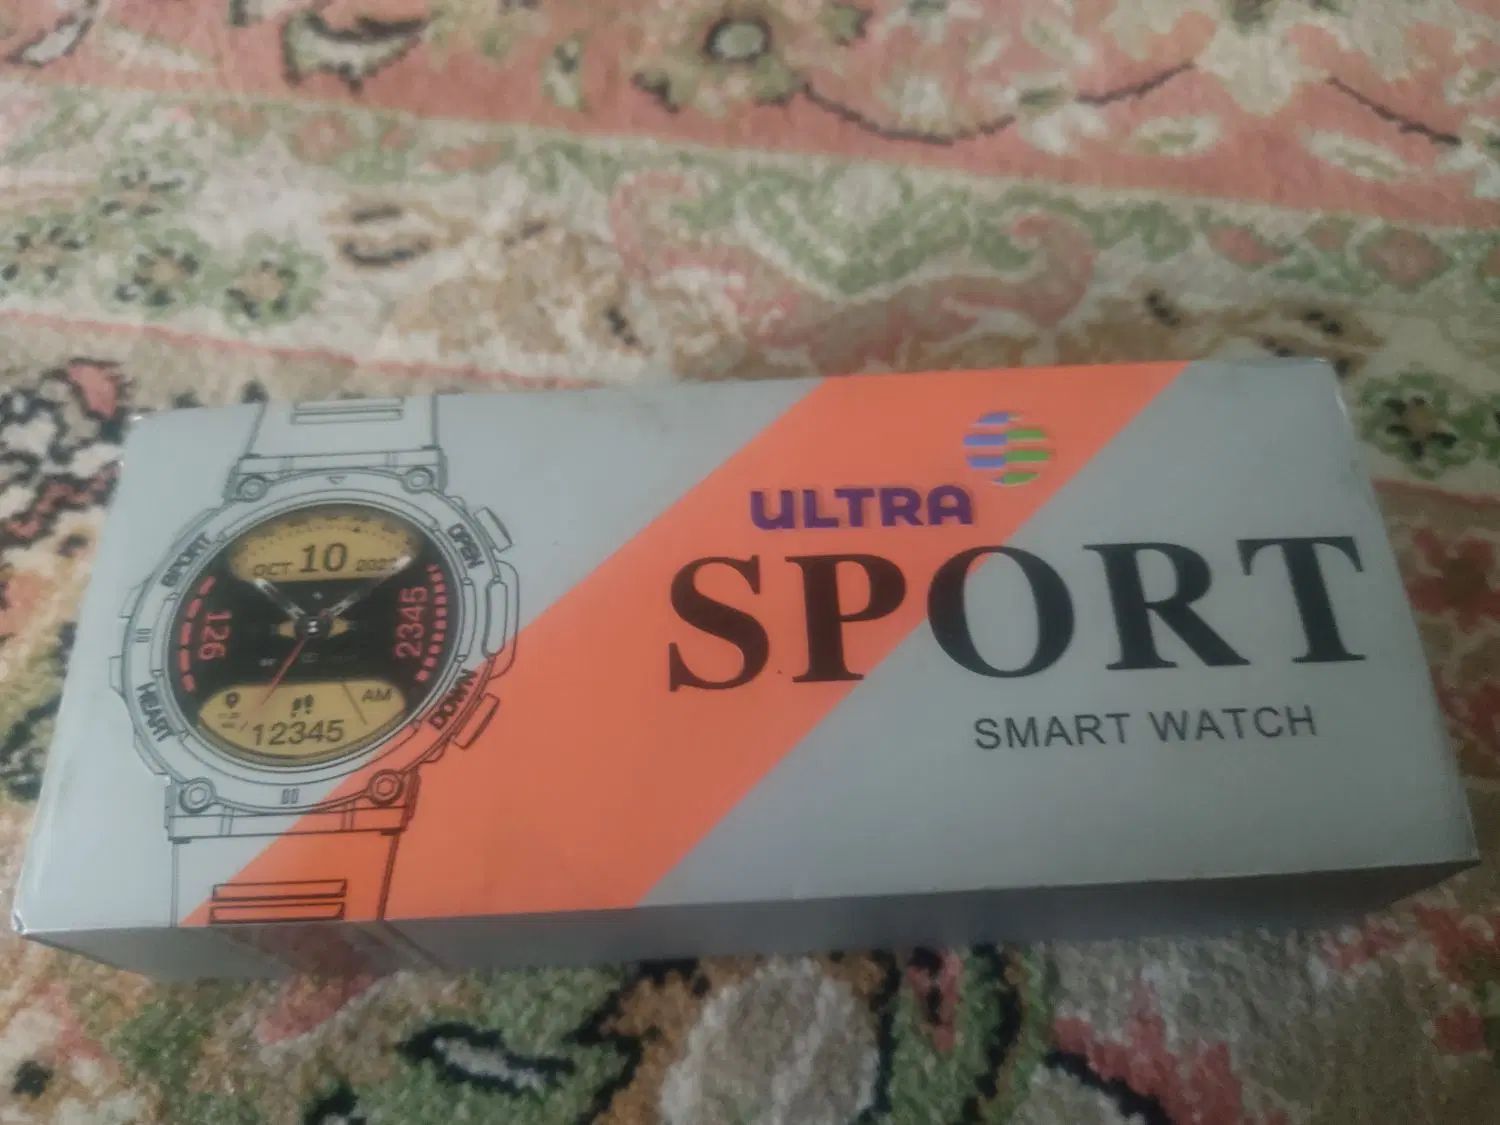 ULTRA
SPORT
SMART WATCH
SPORT
OPEN
HEART
DOWN
OCT 10
126
2345
AM
12345